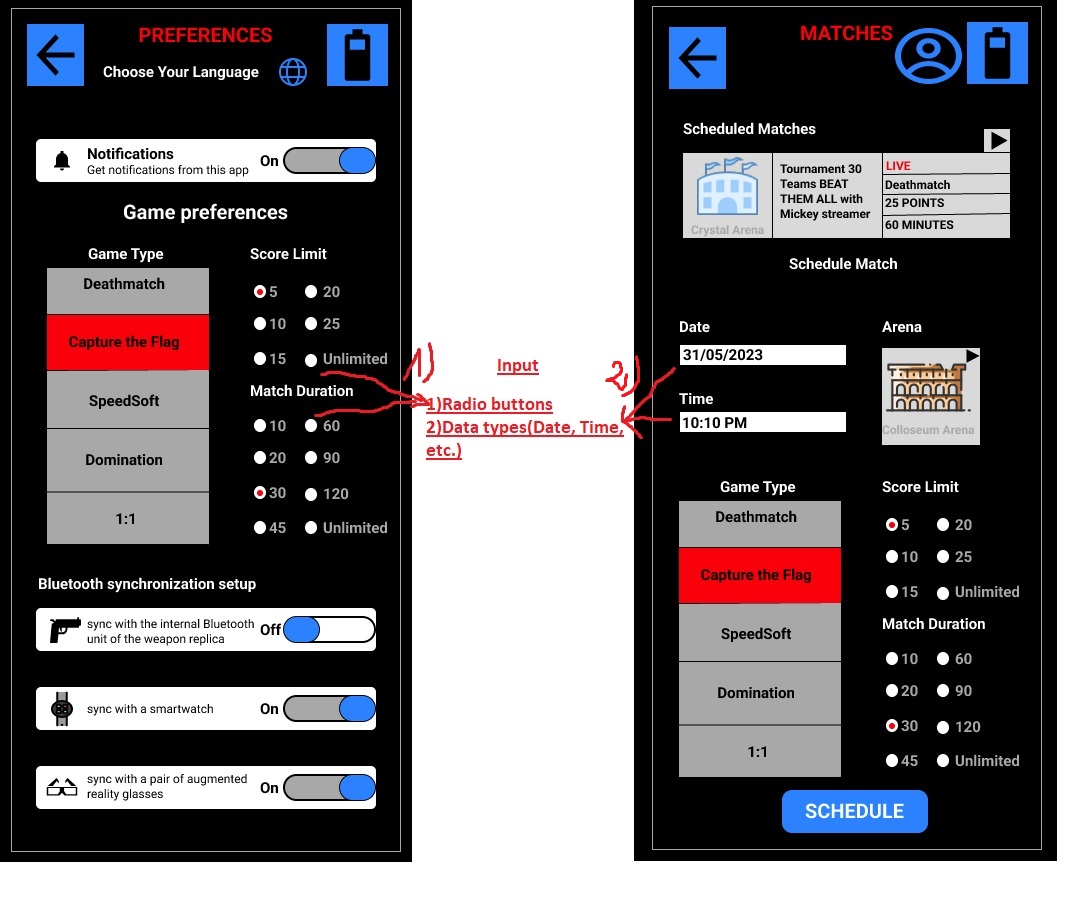 PREFERENCES
Choose Your Language
Notifications
Get notifications from this app
On
Game preferences
Game Type
Deathmatch
Capture the Flag
SpeedSoft
Domination
1:1
Score Limit
5 20
10 25
15 Unlimited
Match Duration
10 60
20 90
30 120
45 Unlimited
Bluetooth synchronization setup
sync with the internal Bluetooth
unit of the weapon replica
Off
sync with a smartwatch
On
sync with a pair of augmented
reality glasses
On
1)
Input
2)
1)Radio buttons
2)Data types(Date, Time,
etc.)
MATCHES
Scheduled Matches
Crystal Arena
Tournament 30
Teams BEAT
THEM ALL with
Mickey streamer
LIVE
Deathmatch
25 POINTS
60 MINUTES
Schedule Match
Date
31/05/2023
Time
10:10 PM
Arena
Colloseum Arena
Game Type
Deathmatch
Capture the Flag
SpeedSoft
Domination
1:1
Score Limit
5 20
10 25
15 Unlimited
Match Duration
10 60
20 90
30 120
45 Unlimited
SCHEDULE